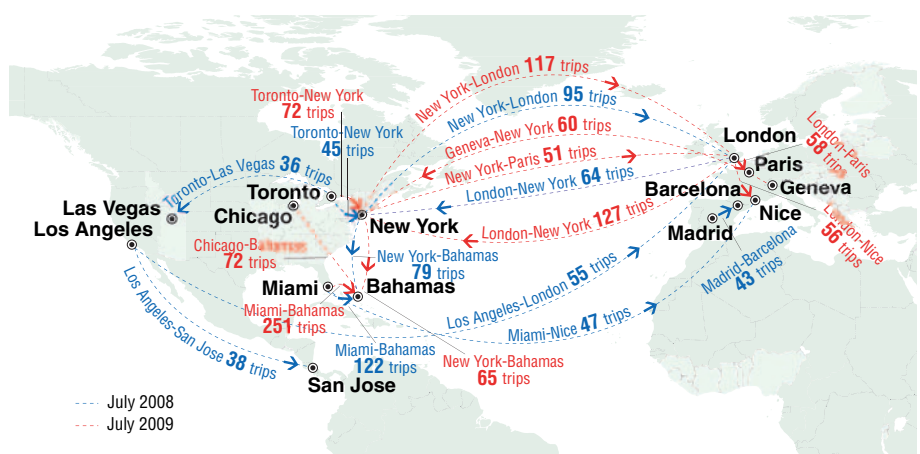 New York-London 117 trips
New York-London 95 trips
Toronto-New York
72 trips
Toronto-New York
45 trips
Geneva-New York 60 trips
New York-Paris 51 trips
London-New York 64 trips
London-New York 127 trips
London-Paris
58
trips
London
Paris
Geneva
Barcelona
Nice
Madrid
London-Nice
56
trips
Madrid-Barcelona
43 trips
Toronto-Las Vegas 36 trips
Toronto
Chicago
Las Vegas
Los Angeles
New York
Chicago-Bahamas
72 trips
New York-Bahamas
79 trips
Miami
Bahamas
Miami-Bahamas
251 trips
Los Angeles-London 55 trips
Miami-Nice 47 trips
Los Angeles-San Jose 38 trips
Miami-Bahamas
122 trips
New York-Bahamas
65 trips
San Jose
July 2008
July 2009